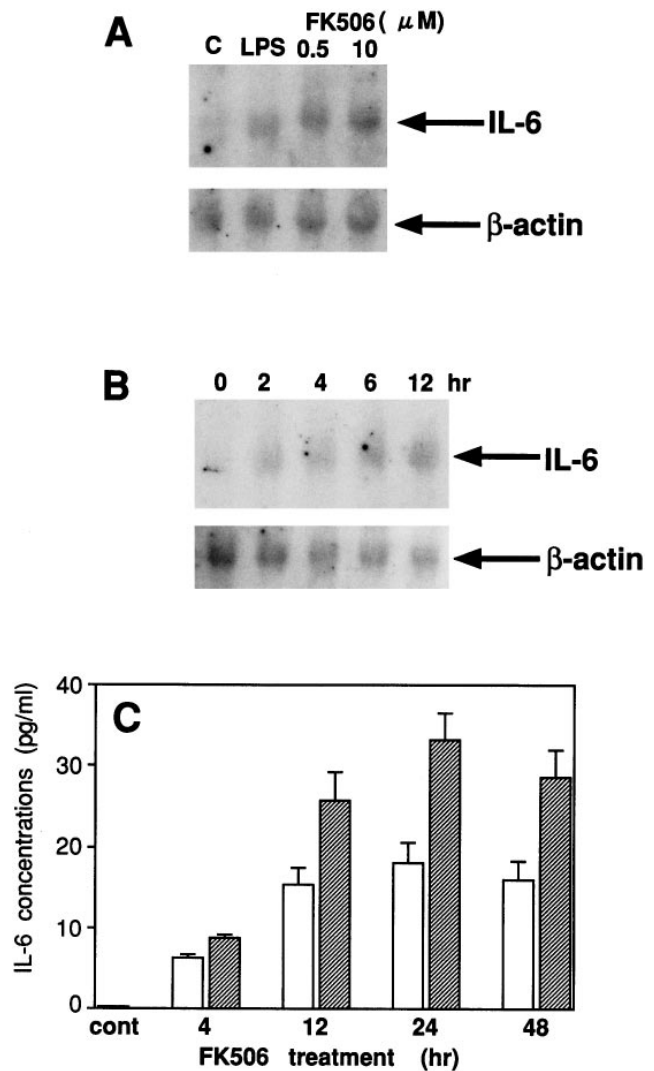 A
FK506( μM)
C LPS 0.5 10
IL-6
β-actin
B
0 2 4 6 12 hr
IL-6
β-actin
C
IL-6 concentrations (pg/ml)
40
30
20
10
0
cont 4 12 24 48
FK506 treatment (hr)